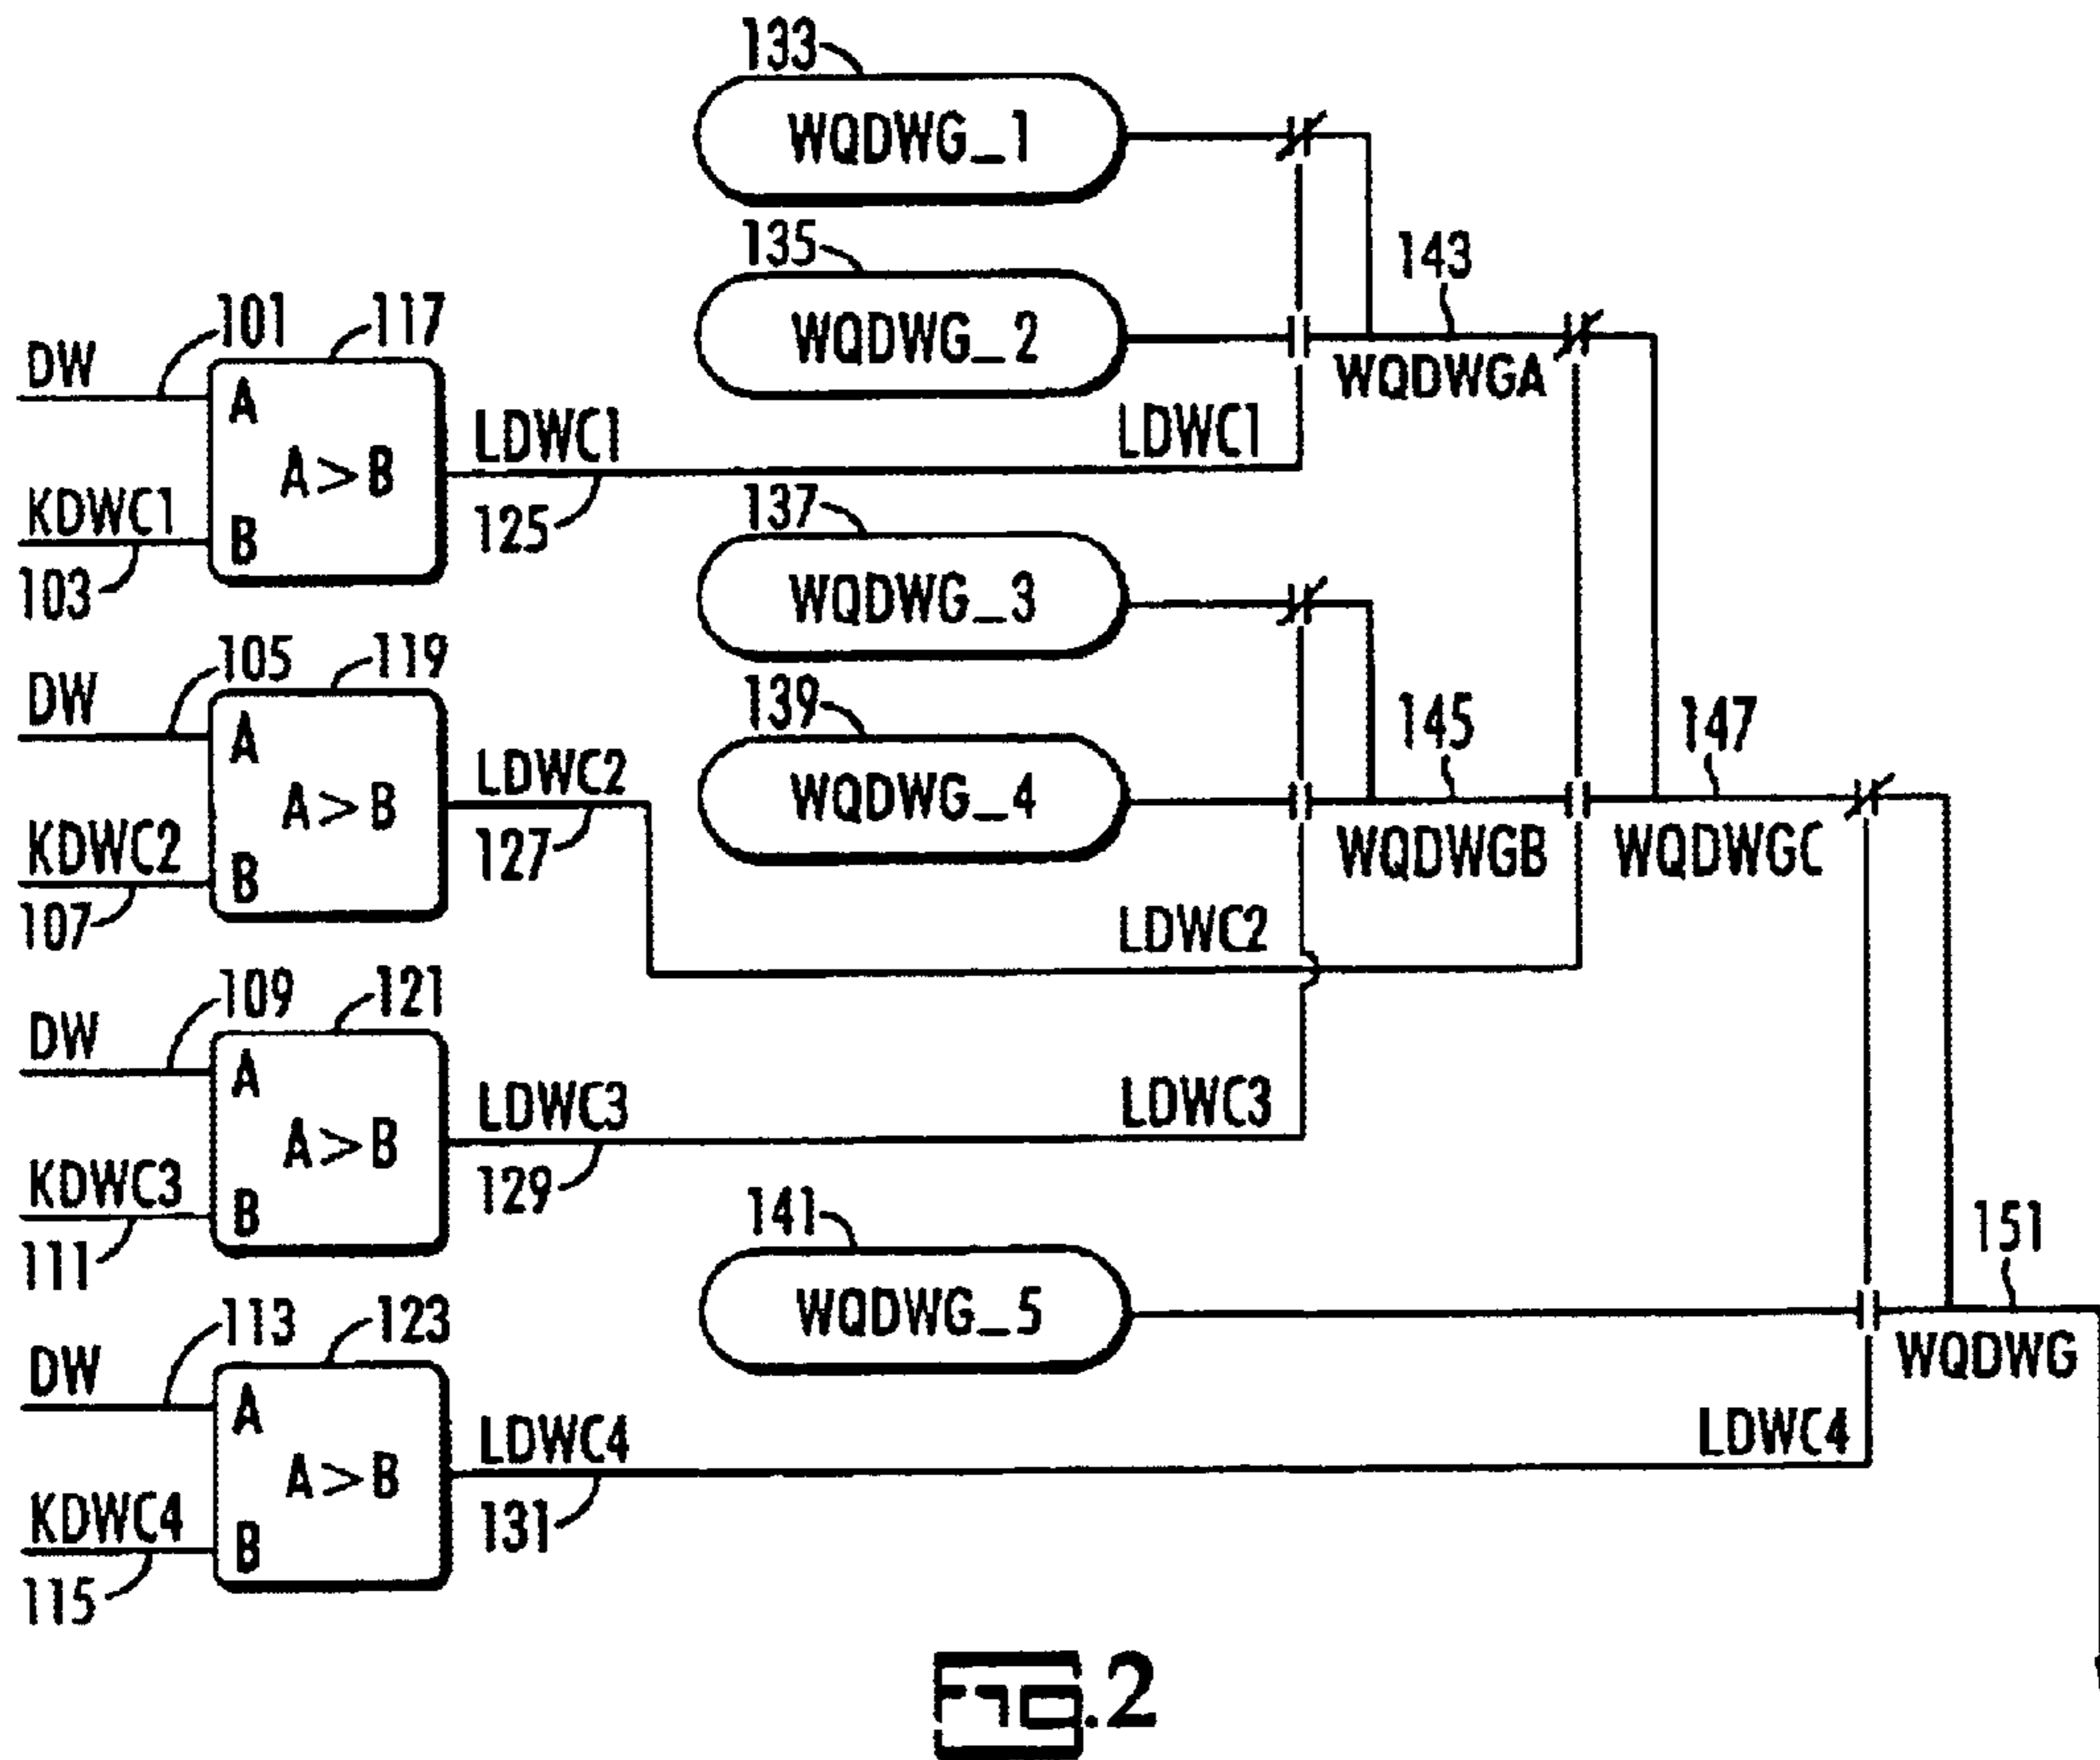 133
WQDWG_1
135
WQDWG_2
143
WQDWGA
101
117
DW
A
A>B
KDWC1
B
103
LDWC1
125
LDWC1
137
WQDWG_3
139
WQDWG_4
145
WQDWGB
147
WQDWGC
105
119
DW
A
A>B
KDWC2
B
107
LDWC2
127
LDWC2
109
121
DW
A
A>B
KDWC3
B
111
LDWC3
129
LDWC3
141
WQDWG_5
151
WQDWG
113
123
DW
A
A>B
KDWC4
B
115
LDWC4
131
LDWC4
FIG.2